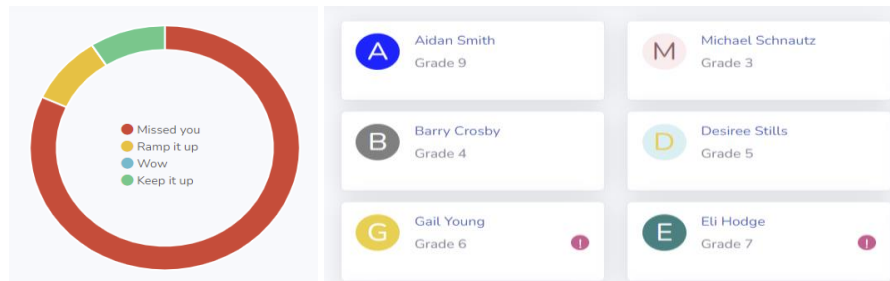 Missed you
Ramp it up
Wow
Keep it up
A
Aidan Smith
Grade 9
M
Michael Schnautz
Grade 3
B
Barry Crosby
Grade 4
D
Desiree Stills
Grade 5
G
Gail Young
Grade 6
!
E
Eli Hodge
Grade 7
!